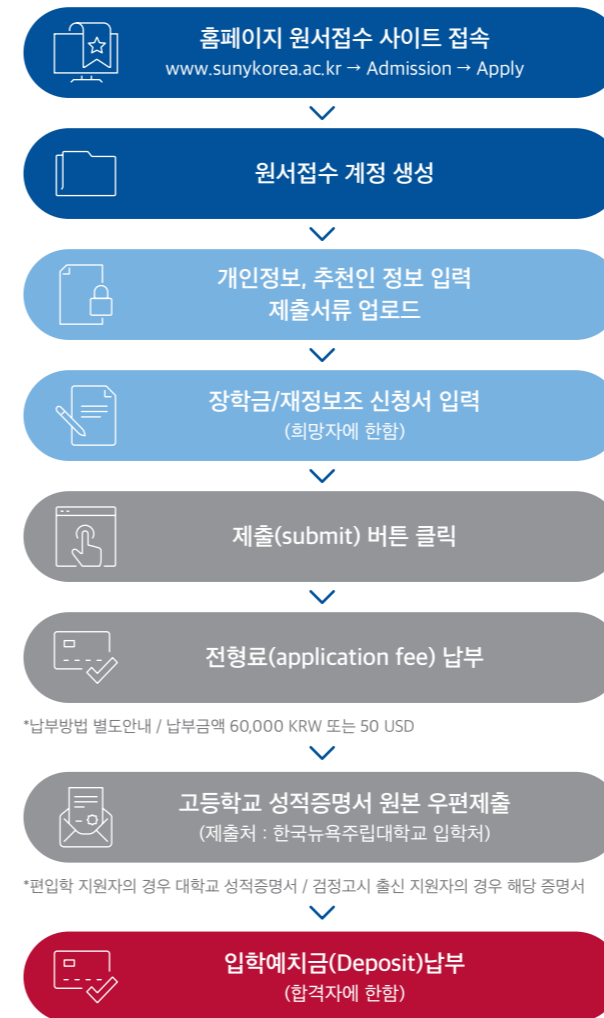 홈페이지 원서접수 사이트 접속
www.sunykorea.ac.kr → Admission → Apply
원서접수 계정 생성
개인정보, 추천인 정보 입력
제출서류 업로드
장학금/재정보조 신청서 입력
(희망자에 한함)
제출(submit) 버튼 클릭
전형료(application fee) 납부
*납부방법 별도안내 / 납부금액 60,000 KRW 또는 50 USD
고등학교 성적증명서 원본 우편제출
(제출처 : 한국뉴욕주립대학교 입학처)
*편입학 지원자의 경우 대학교 성적증명서 / 검정고시 출신 지원자의 경우 해당 증명서
입학예치금(Deposit)납부
(합격자에 한함)